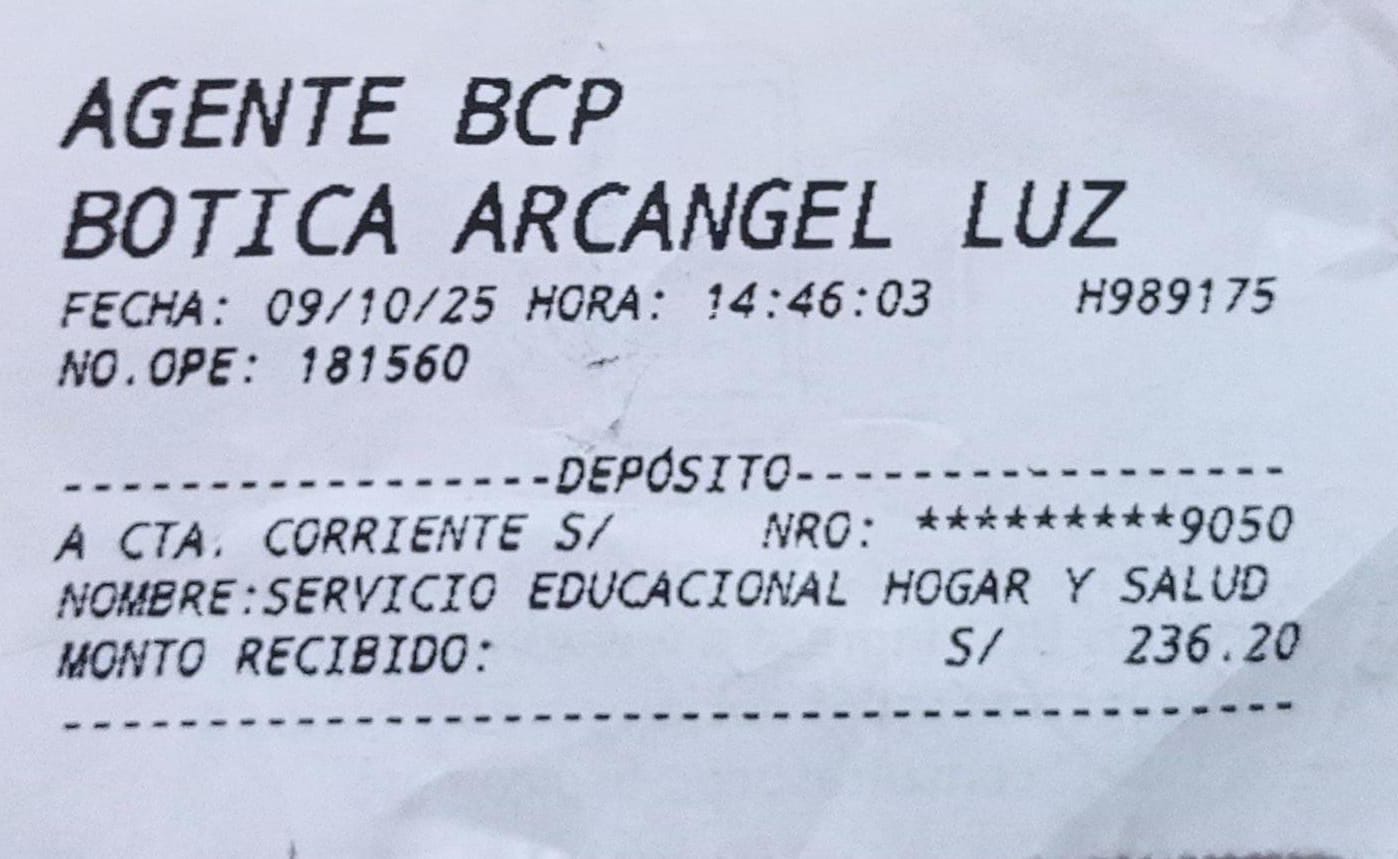 AGENTE BCP
BOTICA ARCANGEL LUZ
FECHA: 09/10/25 HORA: 14:46:03 H989175
NO.OPE: 181560
-----------------DEPÓSITO-----------------
A CTA. CORRIENTE S/ NRO: *********9050
NOMBRE:SERVICIO EDUCACIONAL HOGAR Y SALUD
MONTO RECIBIDO: S/ 236.20
------------------------------------------